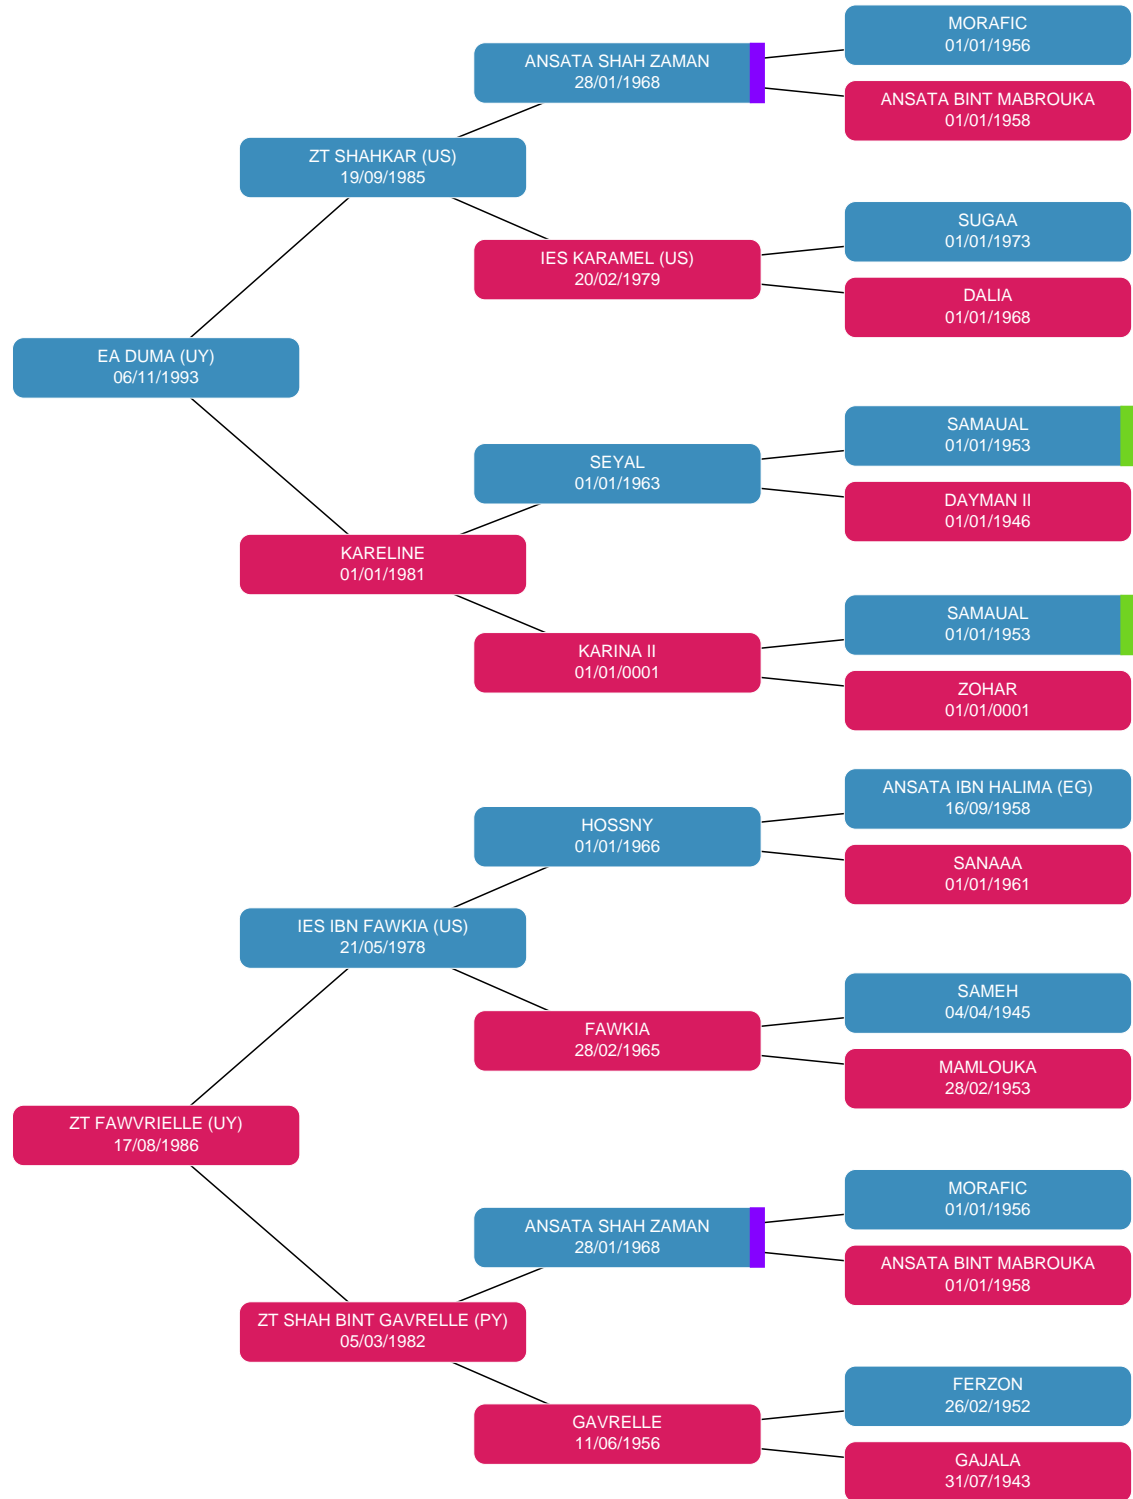 MORAFIC
01/01/1956
ANSATA SHAH ZAMAN
28/01/1968
ANSATA BINT MABROUKA
01/01/1958
ZT SHAHKAR (US)
19/09/1985
SUGAA
01/01/1973
IES KARAMEL (US)
20/02/1979
DALIA
01/01/1968
EA DUMA (UY)
06/11/1993
SAMAUAL
01/01/1953
SEYAL
01/01/1963
DAYMAN II
01/01/1946
KARELINE
01/01/1981
SAMAUAL
01/01/1953
KARINA II
01/01/0001
ZOHAR
01/01/0001
ANSATA IBN HALIMA (EG)
16/09/1958
HOSSNY
01/01/1966
SANAAA
01/01/1961
IES IBN FAWKIA (US)
21/05/1978
SAMEH
04/04/1945
FAWKIA
28/02/1965
MAMLOUKA
28/02/1953
ZT FAWVRIELLE (UY)
17/08/1986
MORAFIC
01/01/1956
ANSATA SHAH ZAMAN
28/01/1968
ANSATA BINT MABROUKA
01/01/1958
ZT SHAH BINT GAVRELLE (PY)
05/03/1982
FERZON
26/02/1952
GAVRELLE
11/06/1956
GAJALA
31/07/1943